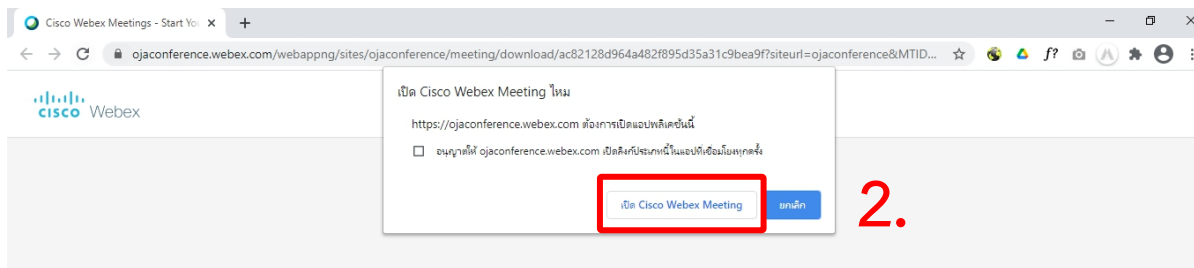 Cisco Webex Meetings - Start You
ojaconference.webex.com/webappng/sites/ojaconference/meeting/download/ac82128d964a482f895d35a31c9bea9f?siteurl=ojaconference&MTID...
f?
cisco Webex
เปิด Cisco Webex Meeting ไหม
https://ojaconference.webex.com ต้องการเปิดแอปพลิเคชันนี้
อนุญาตให้ ojaconference.webex.com เปิดลิงก์ประเภทนี้ในแอปที่เชื่อมโยงทุกครั้ง
เปิด Cisco Webex Meeting
ยกเลิก
2.